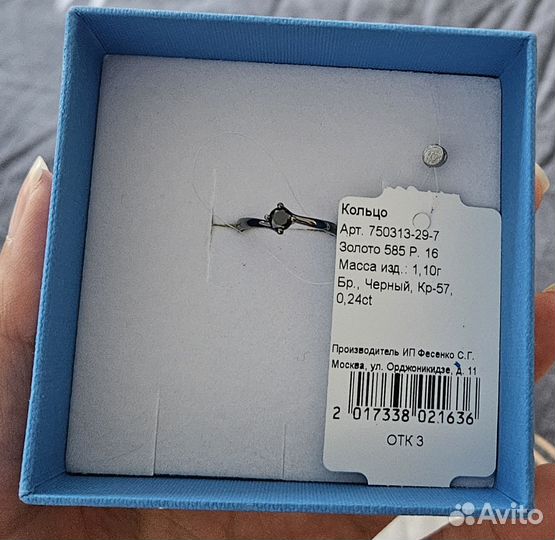 Кольцо
Арт. 750313-29-7
Золото 585 Р. 16
Масса изд.: 1,10г
Бр., Черный, Кр-57,
0,24ct
Производитель ИП Фесенко С.Г.
Москва, ул. Орджоникидзе, д. 11
2 017338 021636
ОТК 3
Avito